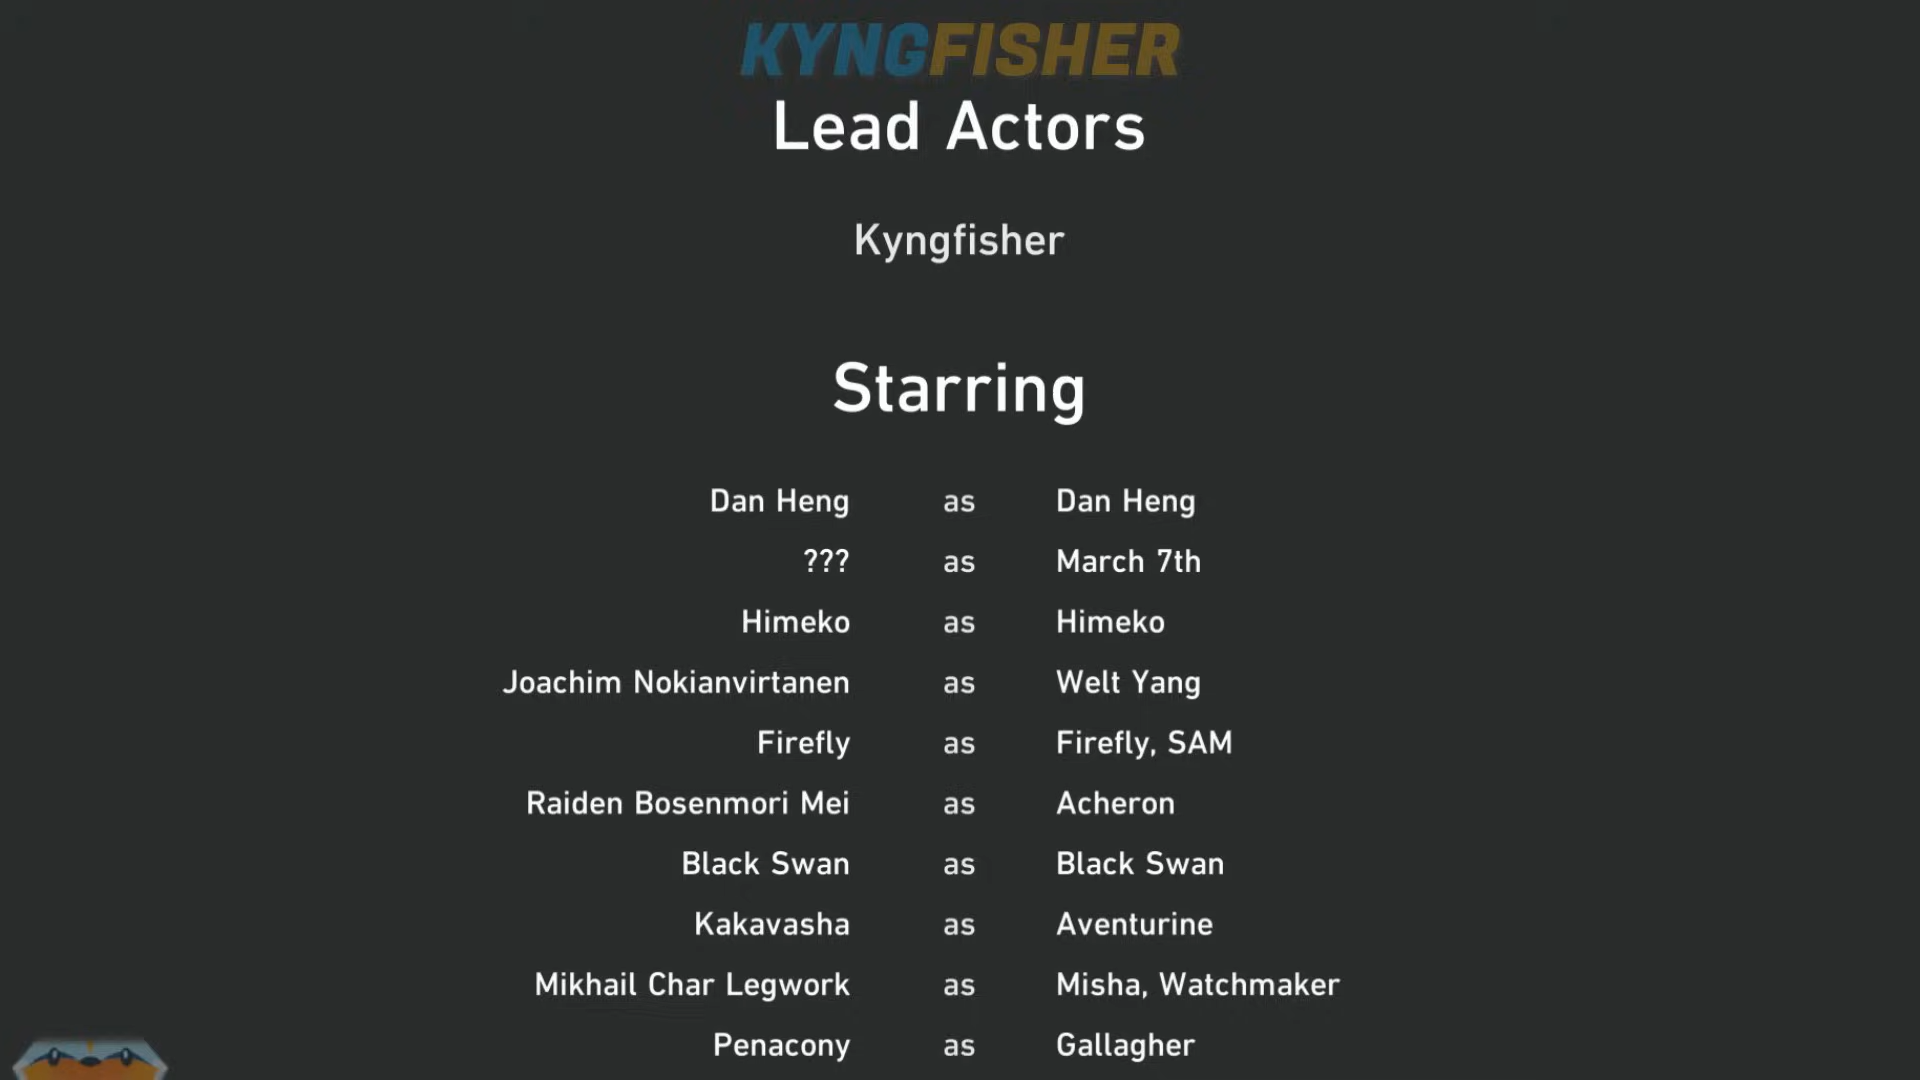 KYNGFISHER
Lead Actors
Kyngfisher
Starring
Dan Heng as Dan Heng
??? as March 7th
Himeko as Himeko
Joachim Nokianvirtanen as Welt Yang
Firefly as Firefly, SAM
Raiden Bosenmori Mei as Acheron
Black Swan as Black Swan
Kakavasha as Aventurine
Mikhail Char Legwork as Misha, Watchmaker
Penacony as Gallagher